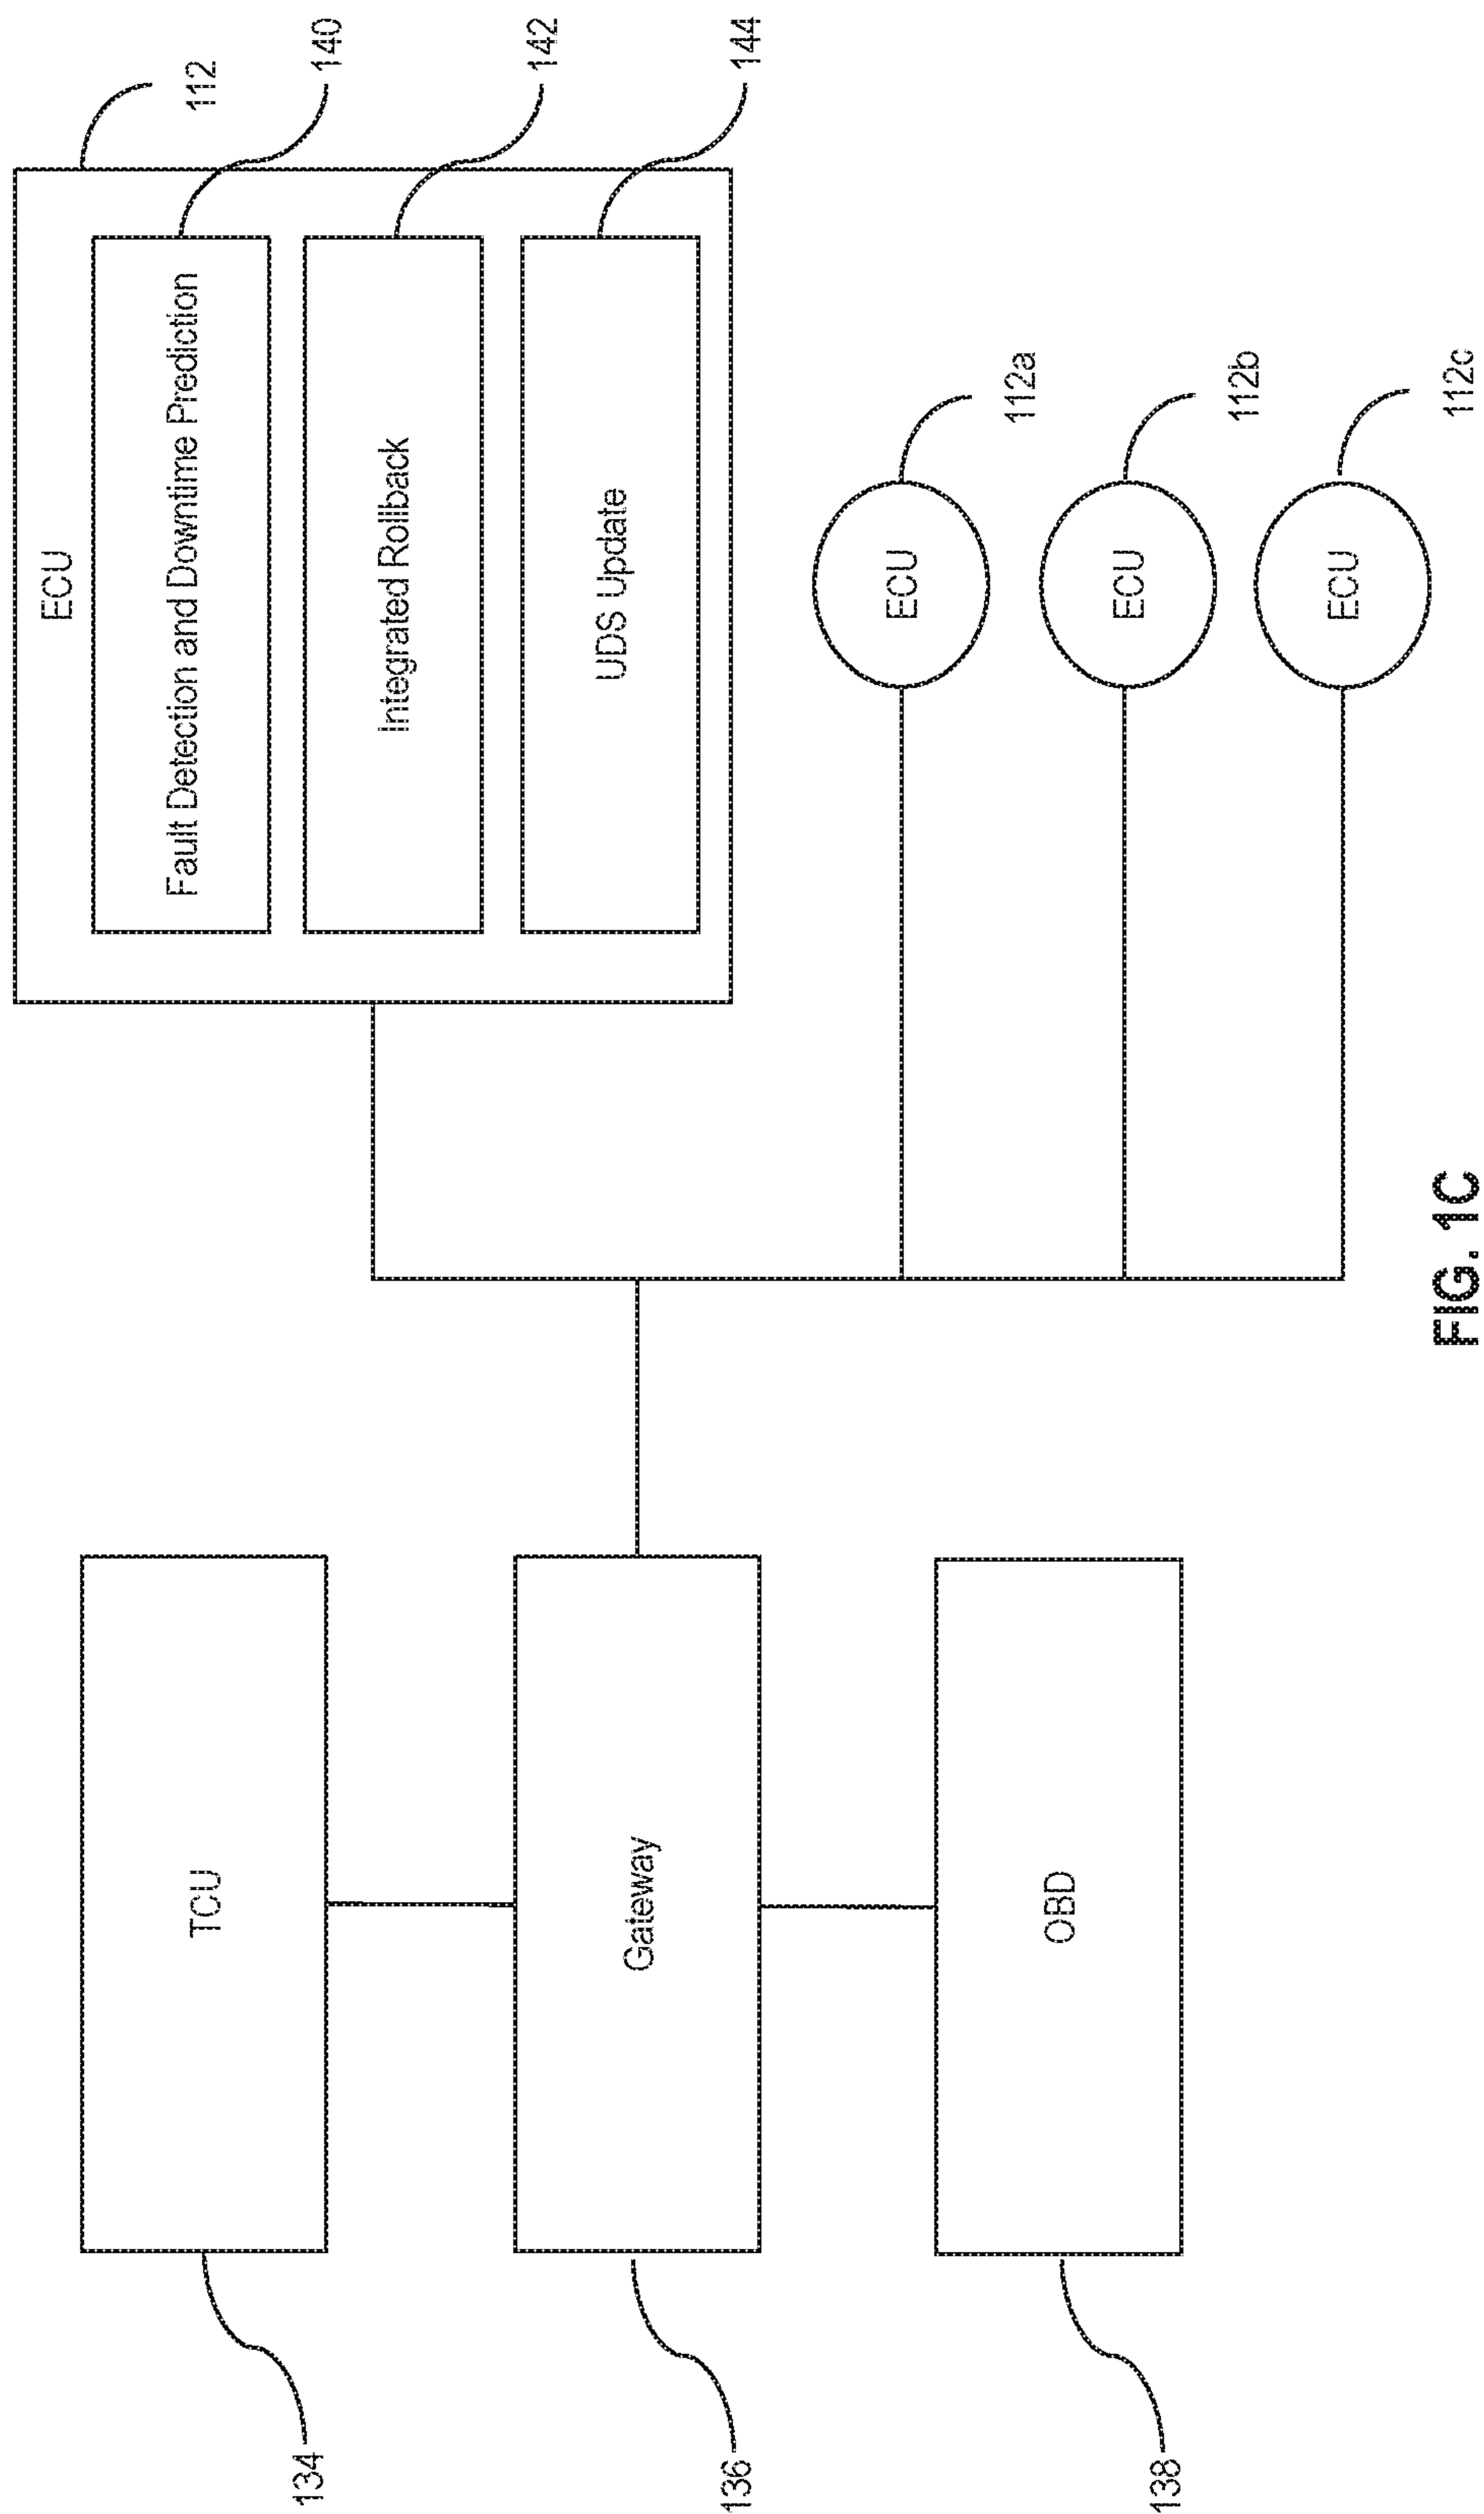 134
TCU
136
Gateway
138
OBD
ECU
112
Fault Detection and Downtime Prediction
140
Integrated Rollback
142
UDS Update
144
ECU
112a
ECU
112b
ECU
112c
FIG. 1C